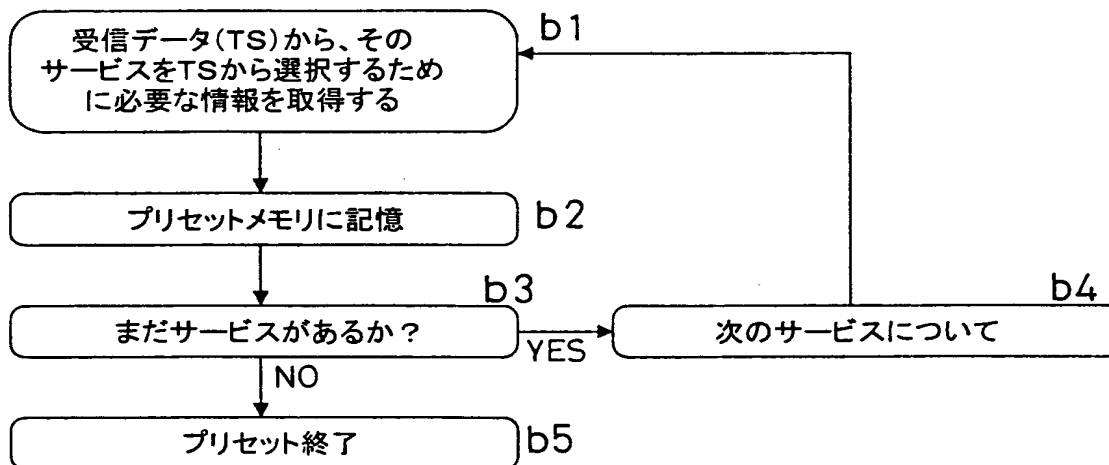 受信データ(TS)から、その
サービスをTSから選択するため
に必要な情報を取得する
b1
プリセットメモリに記憶
b2
まだサービスがあるか？
b3
YES
次のサービスについて
b4
NO
プリセット終了
b5